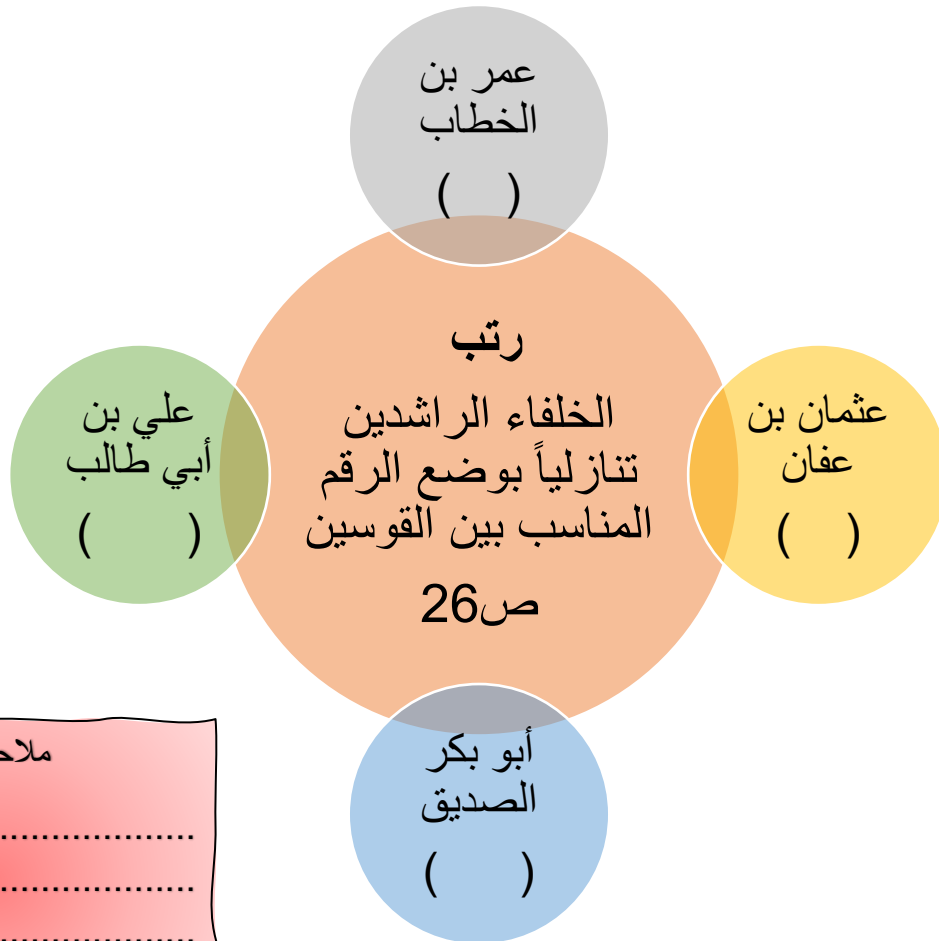 عمر بن
الخطاب
( )
رتب
الخلفاء الراشدين
تنازلياً بوضع الرقم
المناسب بين القوسين
ص26
عثمان بن
عفان
( )
علي بن
أبي طالب
( )
أبو بكر
الصديق
( )